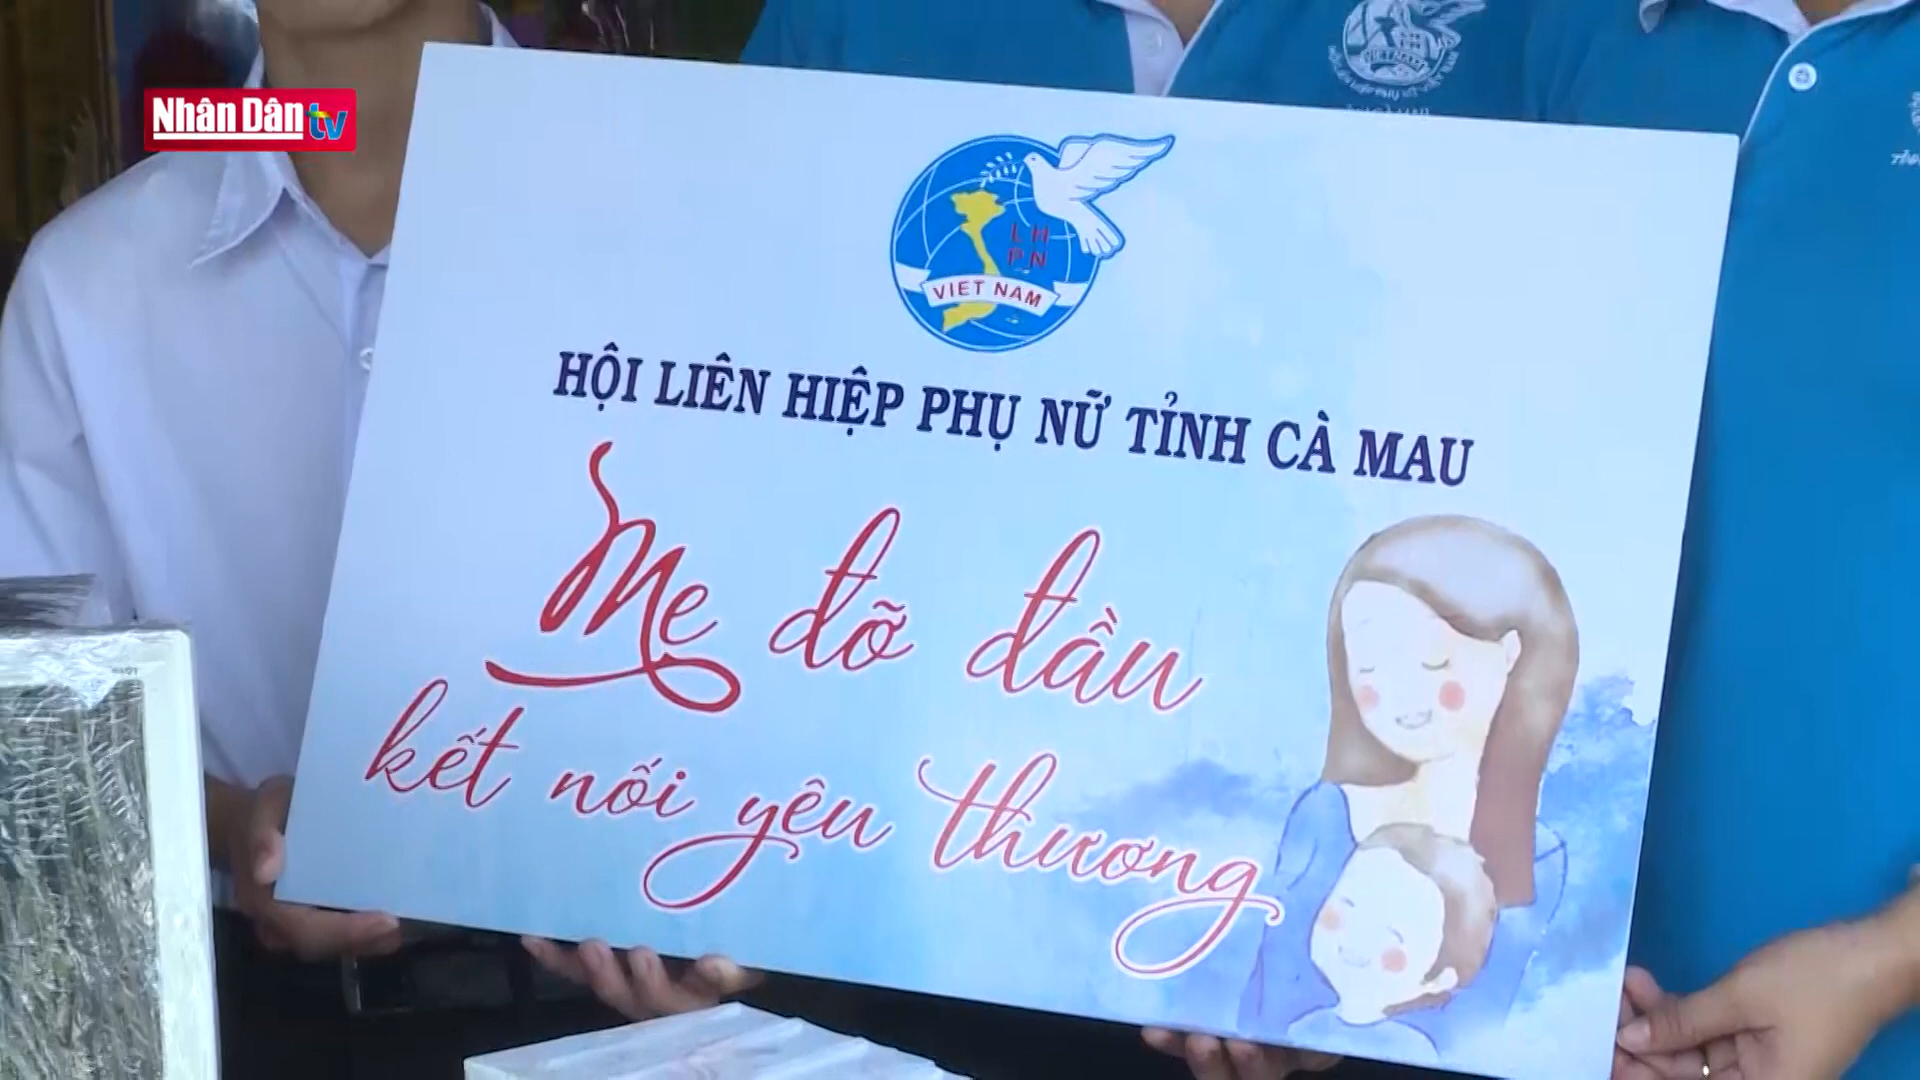 Nhân Dân tv
LH
PN
VIET NAM
HỘI LIÊN HIỆP PHỤ NỮ TỈNH CÀ MAU
Mẹ đỡ đầu
kết nối yêu thương
VIETNAM